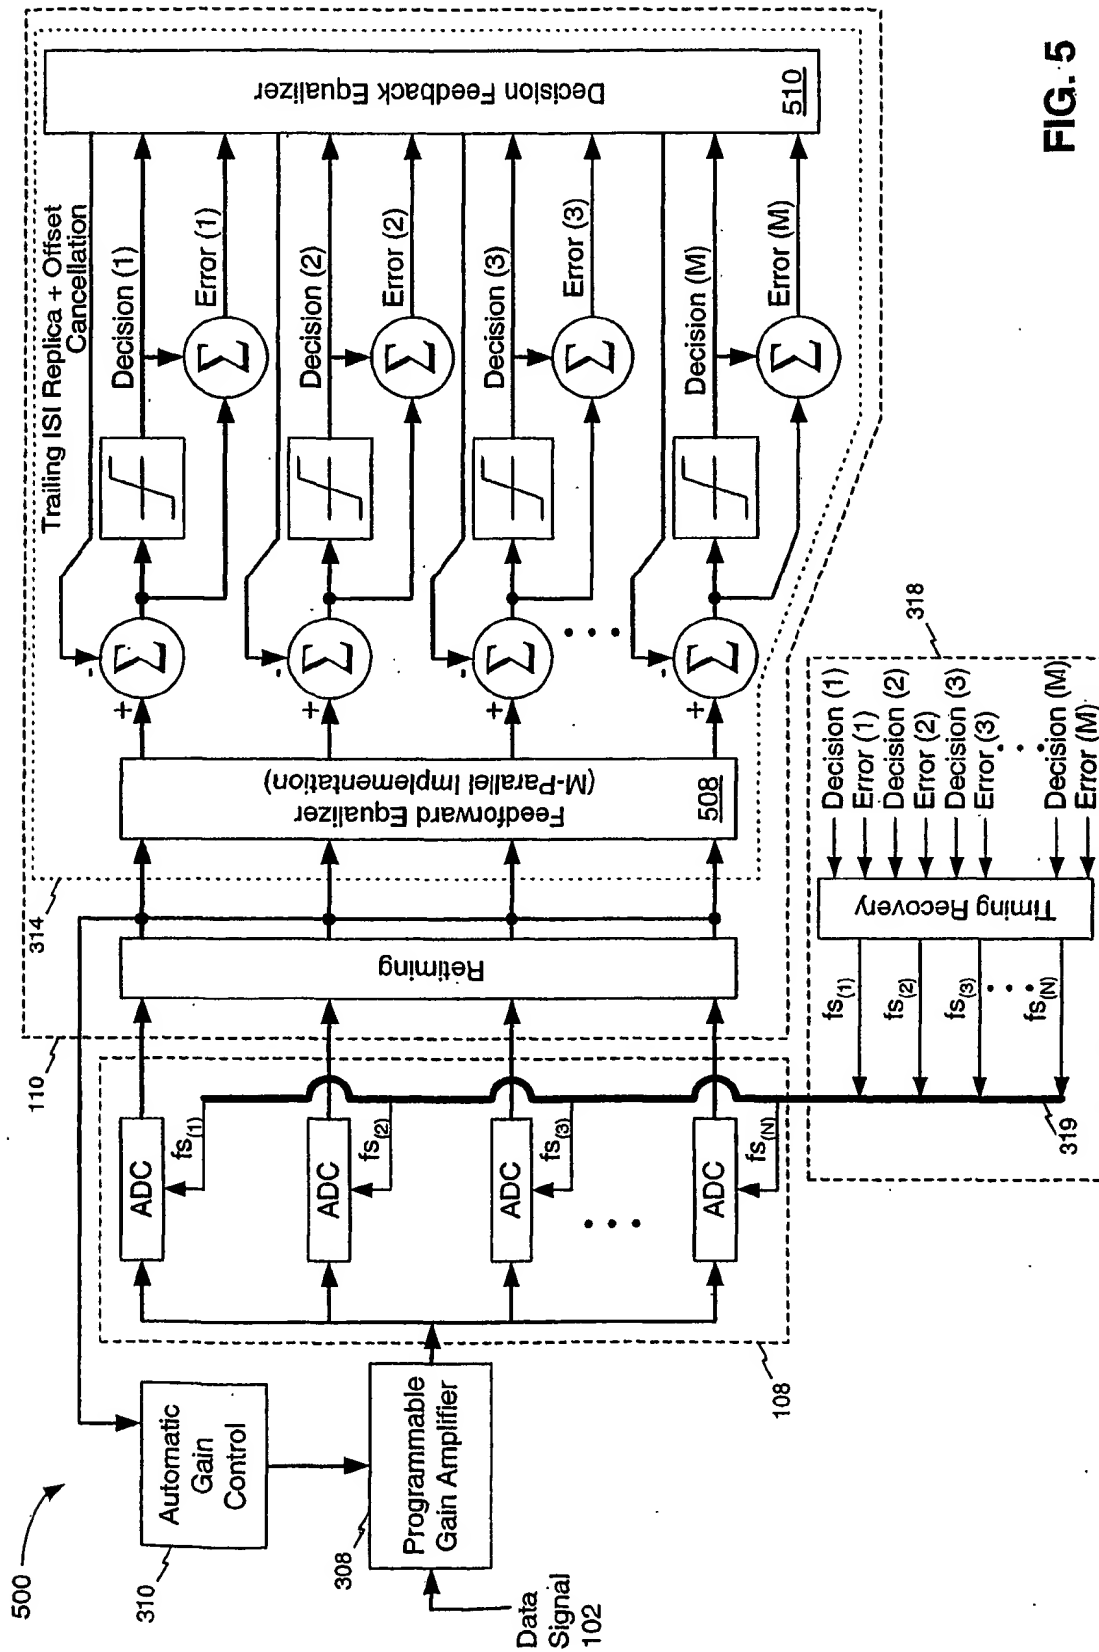 500
310
Automatic
Gain
Control
308
Programmable
Gain Amplifier
Data
Signal
102
108
ADC
fs(1)
ADC
fs(2)
ADC
fs(3)
• • •
ADC
fs(N)
110
314
Retiming
Feedforward Equalizer
(M-Parallel Implementation)
508
+
-
Σ
+
-
Σ
+
-
Σ
• • •
+
-
Σ
Trailing ISI Replica + Offset
Cancellation
Decision (1)
Σ
Error (1)
Decision (2)
Σ
Error (2)
Decision (3)
Σ
Error (3)
Decision (M)
Σ
Error (M)
Decision Feedback Equalizer
510
318
319
fs(1)
fs(2)
fs(3)
• • •
fs(N)
Timing Recovery
Decision (1)
Error (1)
Decision (2)
Error (2)
Decision (3)
Error (3)
• • •
Decision (M)
Error (M)
FIG. 5